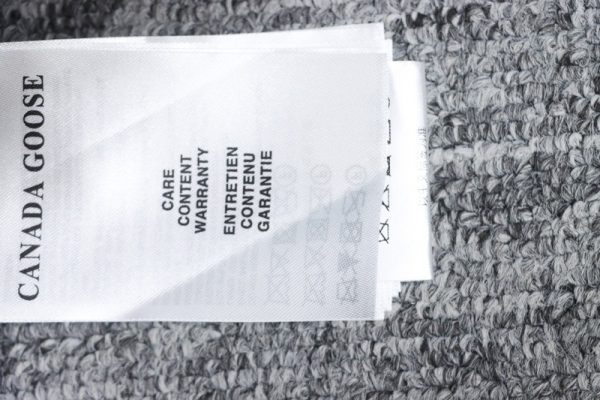 CANADA GOOSE
CARE
CONTENT
WARRANTY
ENTRETIEN
CONTENU
GARANTIE